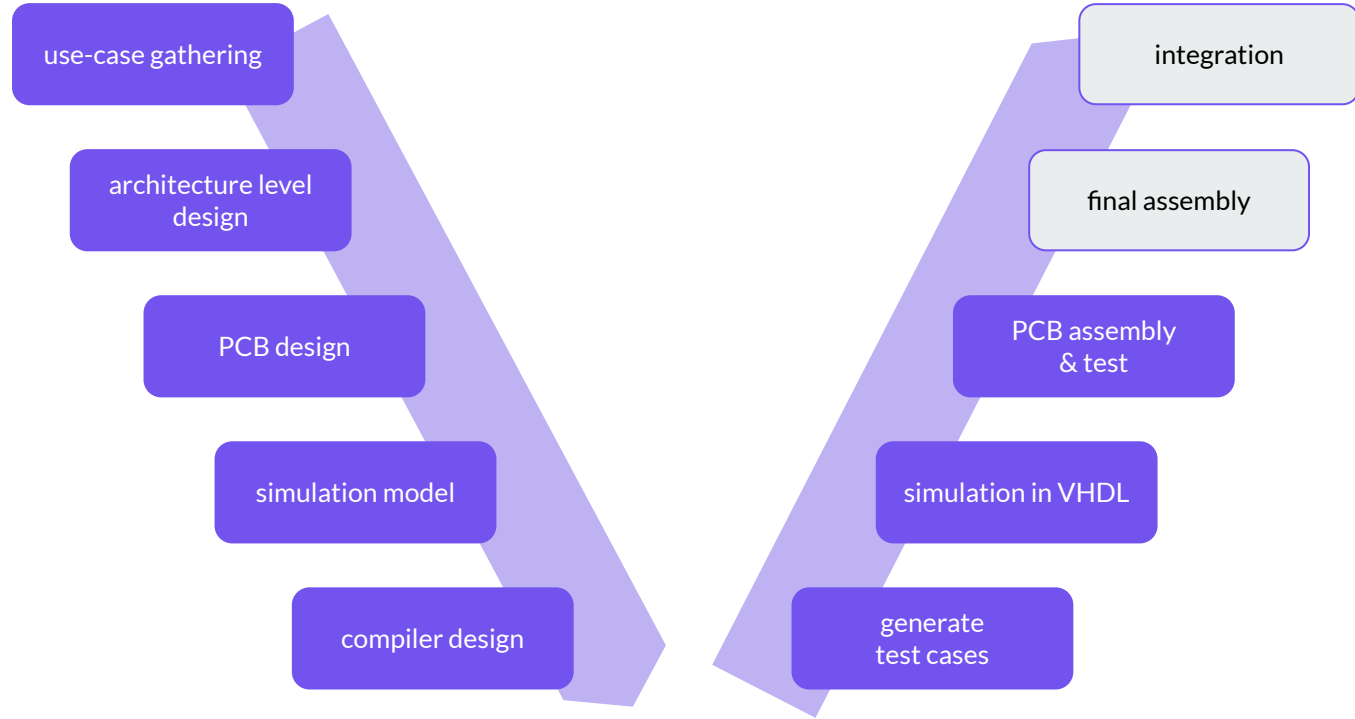 use-case gathering
integration
architecture level
design
final assembly
PCB design
PCB assembly
& test
simulation model
simulation in VHDL
compiler design
generate
test cases